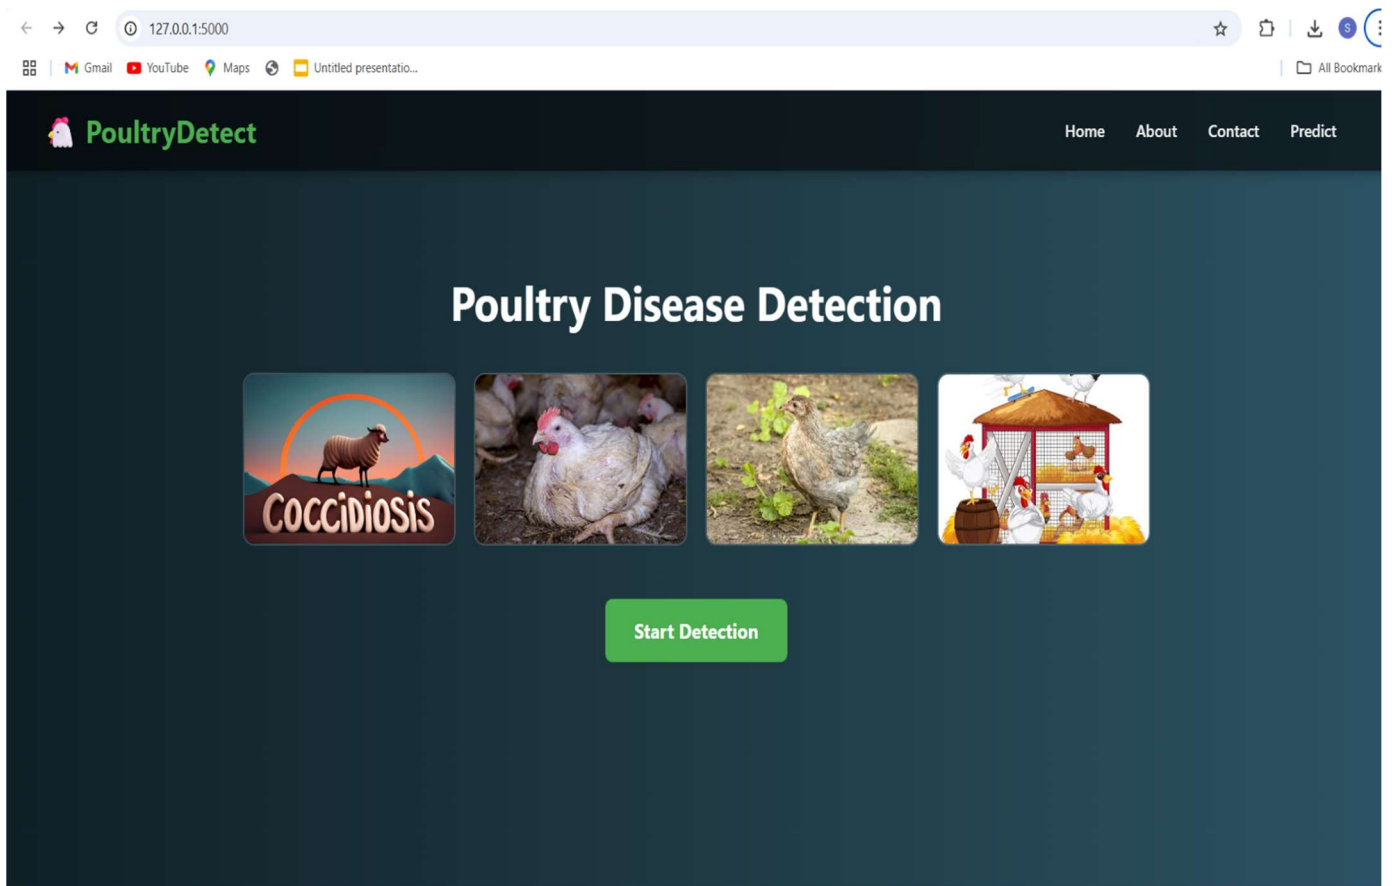 127.0.0.1:5000
Gmail YouTube Maps Untitled presentatio... All Bookmark
PoultryDetect Home About Contact Predict
Poultry Disease Detection
COCCIDIOSIS
Start Detection